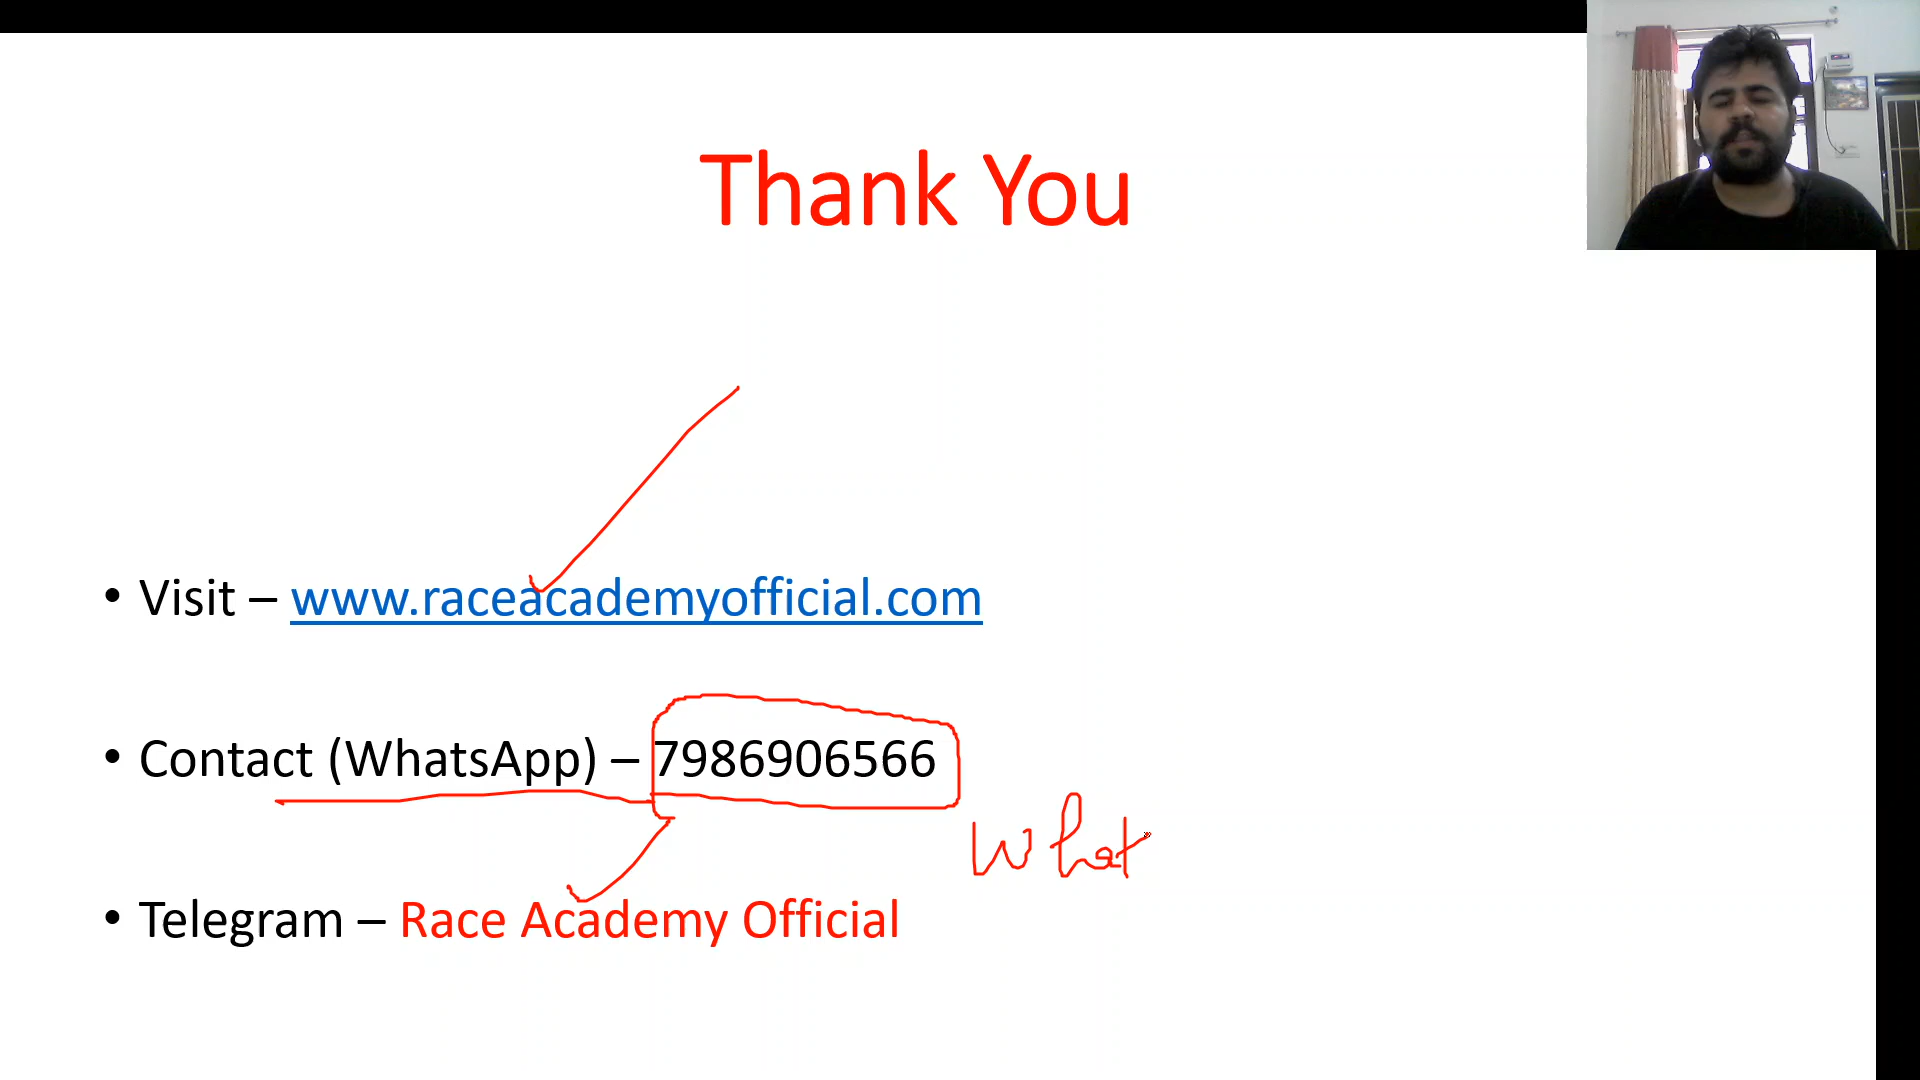 Thank You
• Visit – www.raceacademyofficial.com
• Contact (WhatsApp) – 7986906566
What
• Telegram – Race Academy Official